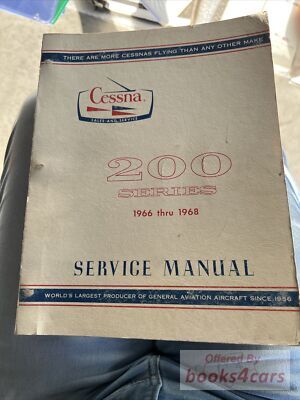 THERE ARE MORE CESSNAS FLYING THAN ANY OTHER MAKE
Cessna
SALES AND SERVICE
200
SERIES
1966 thru 1968
SERVICE MANUAL
WORLD'S LARGEST PRODUCER OF GENERAL AVIATION AIRCRAFT SINCE 1956
Offered By
books4cars